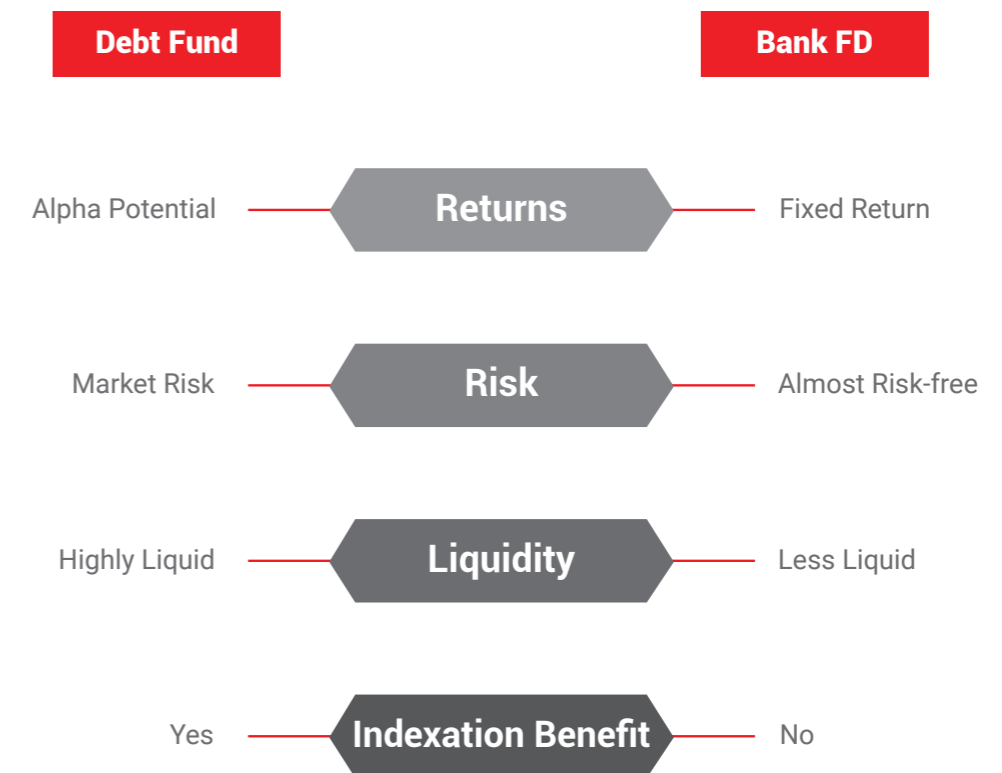 Debt Fund
Bank FD
Alpha Potential
Returns
Fixed Return
Market Risk
Risk
Almost Risk-free
Highly Liquid
Liquidity
Less Liquid
Yes
Indexation Benefit
No